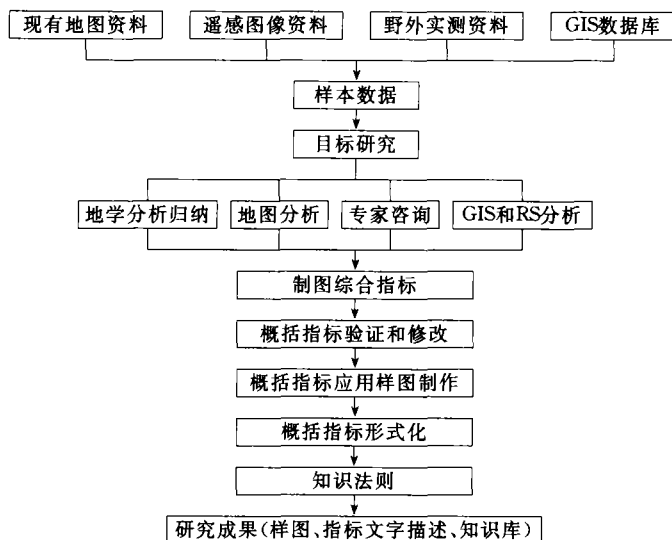 现有地图资料
遥感图像资料
野外实测资料
GIS数据库
样本数据
目标研究
地学分析归纳
地图分析
专家咨询
GIS和RS分析
制图综合指标
概括指标验证和修改
概括指标应用样图制作
概括指标形式化
知识法则
研究成果(样图、指标文字描述、知识库)